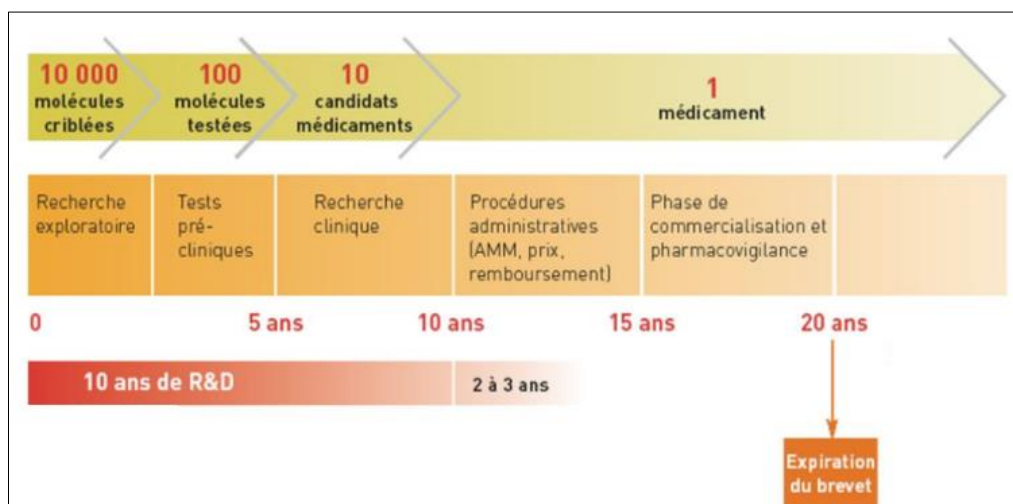 10 000
molécules
criblées
100
molécules
testées
10
candidats
médicaments
1
médicament
Recherche
exploratoire
Tests
pré-
cliniques
Recherche
clinique
Procédures
administratives
(AMM, prix,
remboursement)
Phase de
commercialisation et
pharmacovigilance
0
5 ans
10 ans
15 ans
20 ans
10 ans de R&D
2 à 3 ans
Expiration
du brevet